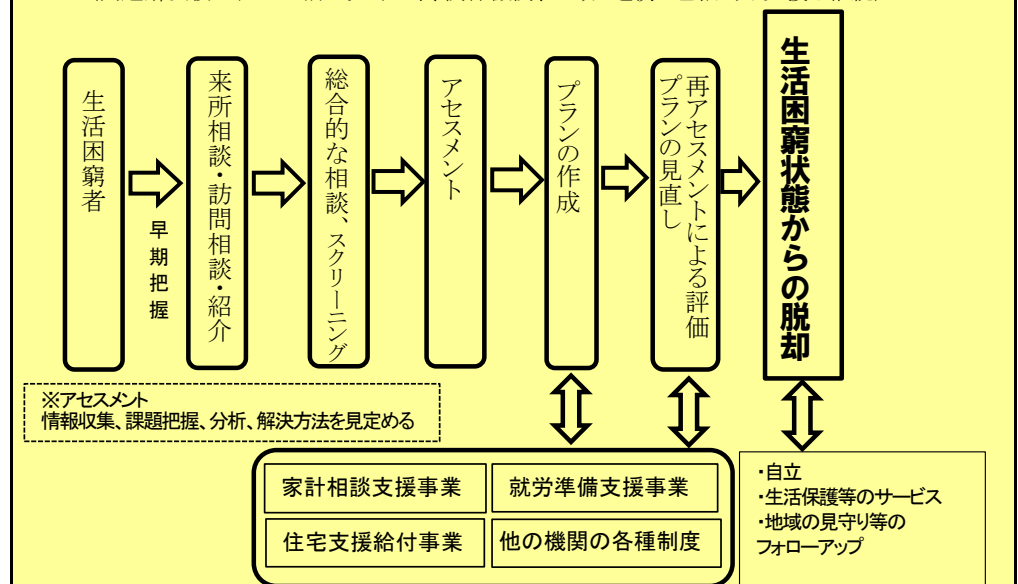 生活困窮者
早期把握
来所相談・訪問相談・紹介
総合的な相談、スクリーニング
アセスメント
プランの作成
再アセスメントによる評価
プランの見直し
生活困窮状態からの脱却
※アセスメント
情報収集、課題把握、分析、解決方法を見定める
家計相談支援事業
就労準備支援事業
住宅支援給付事業
他の機関の各種制度
・自立
・生活保護等のサービス
・地域の見守り等の
フォローアップ